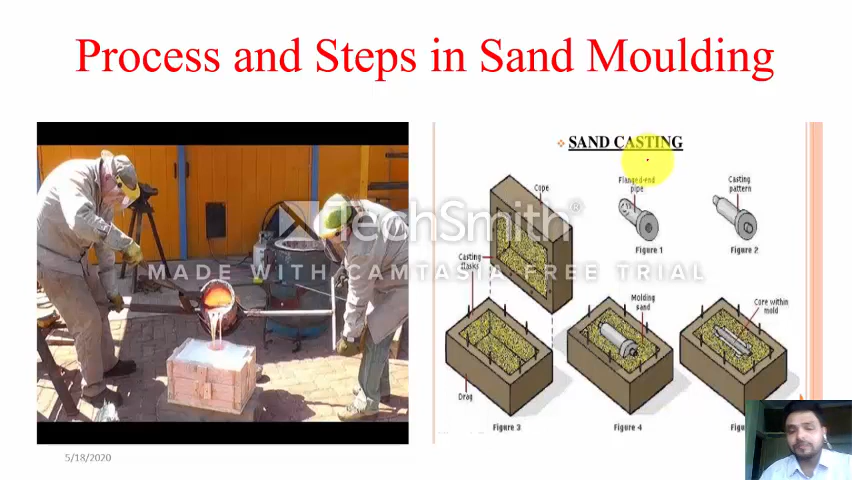 Process and Steps in Sand Moulding
SAND CASTING
Cope
Flanged-end
pipe
Casting
pattern
TechSmith®
Figure 1
Figure 2
Casting
flask
MADE WITH CAMTASIA FREE TRIAL
Molding
sand
Core within
mold
Drag
Figure 3
Figure 4
5/18/2020